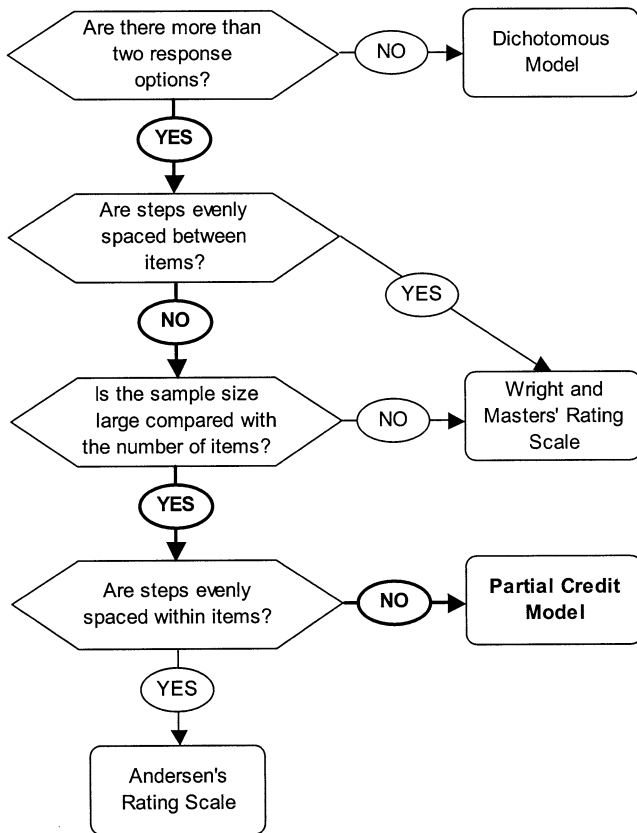 Are there more than
two response
options?
NO
Dichotomous
Model
YES
Are steps evenly
spaced between
items?
YES
NO
Is the sample size
large compared with
the number of items?
NO
Wright and
Masters' Rating
Scale
YES
Are steps evenly
spaced within items?
NO
Partial Credit
Model
YES
Andersen's
Rating Scale